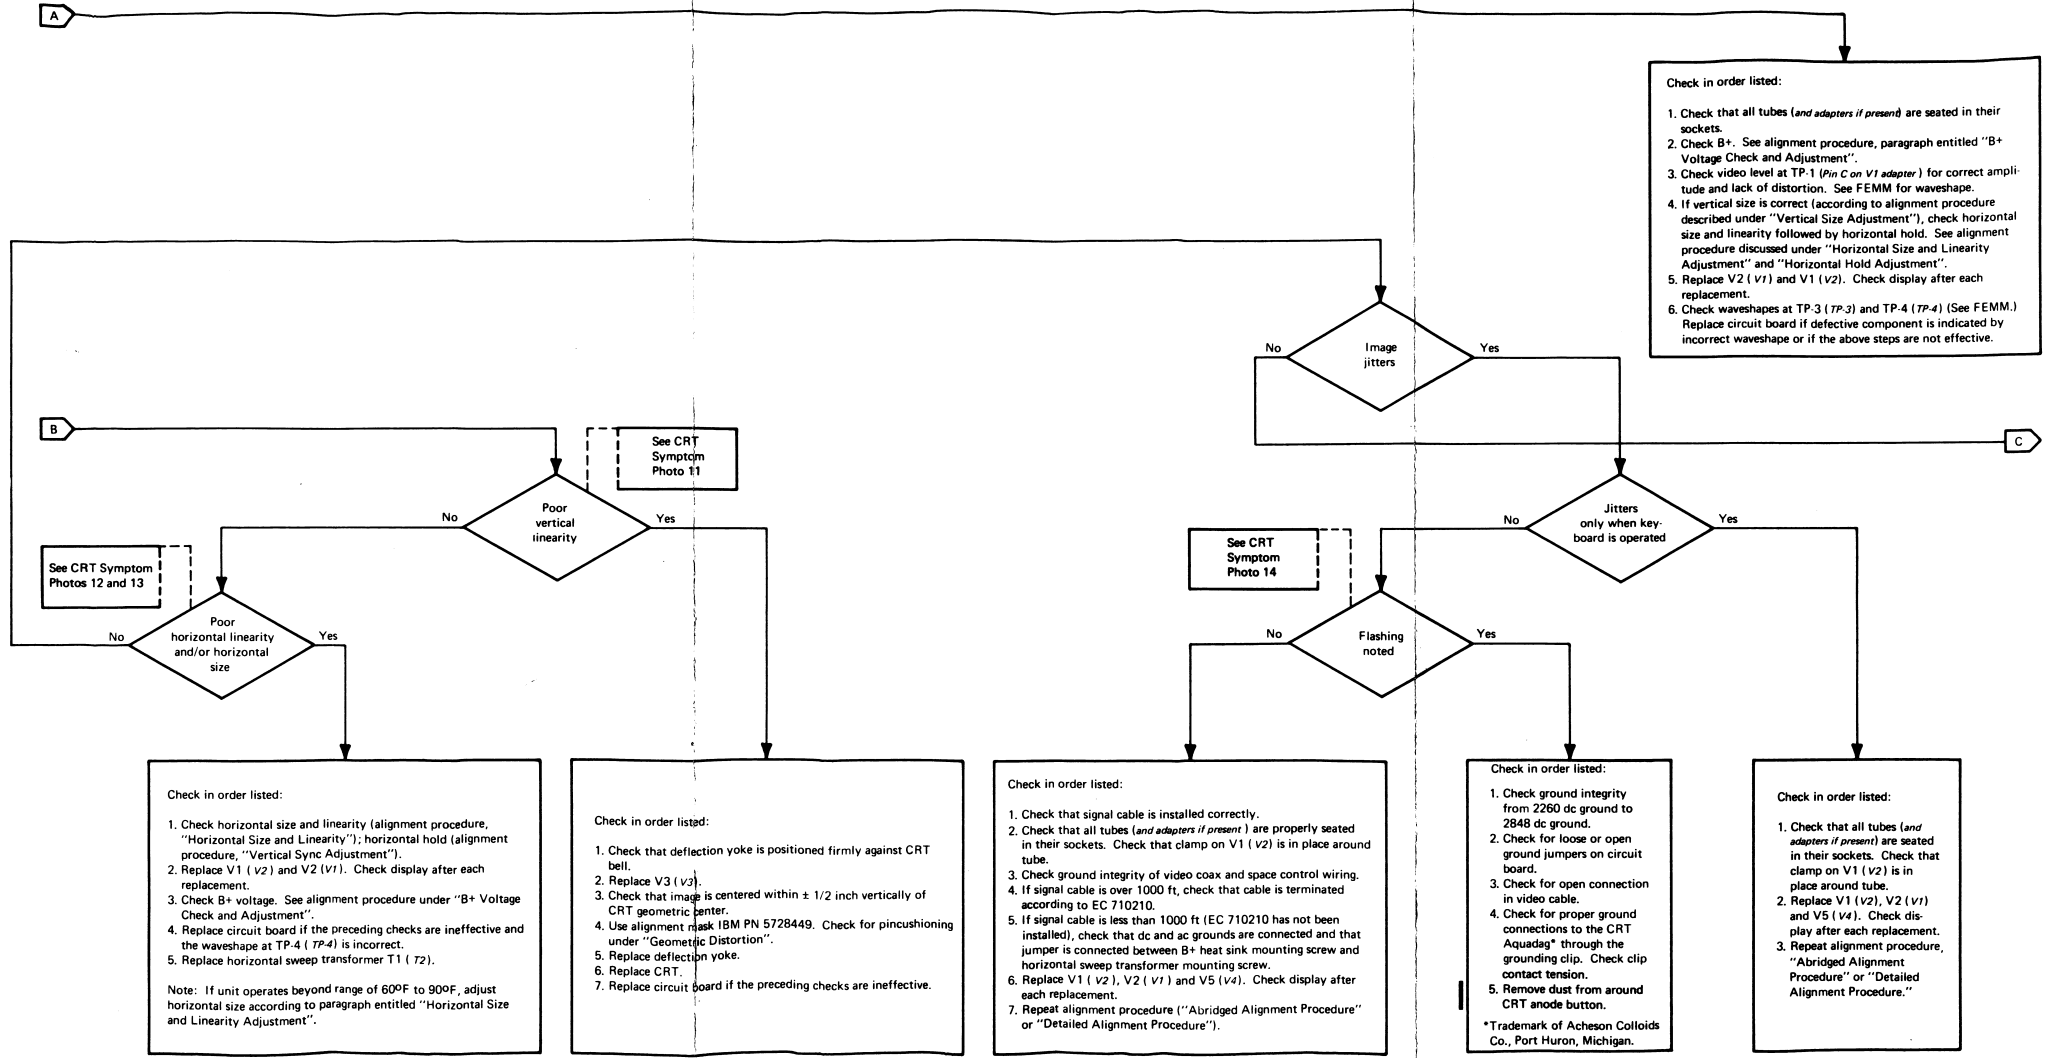 A
Check in order listed:
1. Check that all tubes (and adapters if present) are seated in their
sockets.
2. Check B+. See alignment procedure, paragraph entitled "B+
Voltage Check and Adjustment".
3. Check video level at TP-1 (Pin C on V1 adapter) for correct ampli-
tude and lack of distortion. See FEMM for waveshape.
4. If vertical size is correct (according to alignment procedure
described under "Vertical Size Adjustment"), check horizontal
size and linearity followed by horizontal hold. See alignment
procedure discussed under "Horizontal Size and Linearity
Adjustment" and "Horizontal Hold Adjustment".
5. Replace V2 (V1) and V1 (V2). Check display after each
replacement.
6. Check waveshapes at TP-3 (TP-3) and TP-4 (TP-4) (See FEMM.)
Replace circuit board if defective component is indicated by
incorrect waveshape or if the above steps are not effective.
No
Image
jitters
Yes
B
See CRT
Symptom
Photo 11
C
No
Poor
vertical
linearity
Yes
No
Jitters
only when key-
board is operated
Yes
See CRT Symptom
Photos 12 and 13
See CRT
Symptom
Photo 14
No
Poor
horizontal linearity
and/or horizontal
size
Yes
No
Flashing
noted
Yes
Check in order listed:
1. Check horizontal size and linearity (alignment procedure,
"Horizontal Size and Linearity"); horizontal hold (alignment
procedure, "Vertical Sync Adjustment").
2. Replace V1 (V2) and V2 (V1). Check display after each
replacement.
3. Check B+ voltage. See alignment procedure under "B+ Voltage
Check and Adjustment".
4. Replace circuit board if the preceding checks are ineffective and
the waveshape at TP-4 (TP-4) is incorrect.
5. Replace horizontal sweep transformer T1 (T2).
Note: If unit operates beyond range of 60ºF to 90ºF, adjust
horizontal size according to paragraph entitled "Horizontal Size
and Linearity Adjustment".
Check in order listed:
1. Check that deflection yoke is positioned firmly against CRT
bell.
2. Replace V3 (V3).
3. Check that image is centered within ± 1/2 inch vertically of
CRT geometric center.
4. Use alignment mask IBM PN 5728449. Check for pincushioning
under "Geometric Distortion".
5. Replace deflection yoke.
6. Replace CRT.
7. Replace circuit board if the preceding checks are ineffective.
Check in order listed:
1. Check that signal cable is installed correctly.
2. Check that all tubes (and adapters if present) are properly seated
in their sockets. Check that clamp on V1 (V2) is in place around
tube.
3. Check ground integrity of video coax and space control wiring.
4. If signal cable is over 1000 ft, check that cable is terminated
according to EC 710210.
5. If signal cable is less than 1000 ft (EC 710210 has not been
installed), check that dc and ac grounds are connected and that
jumper is connected between B+ heat sink mounting screw and
horizontal sweep transformer mounting screw.
6. Replace V1 (V2), V2 (V1) and V5 (V4). Check display after
each replacement.
7. Repeat alignment procedure ("Abridged Alignment Procedure"
or "Detailed Alignment Procedure").
Check in order listed:
1. Check ground integrity
from 2260 dc ground to
2848 dc ground.
2. Check for loose or open
ground jumpers on circuit
board.
3. Check for open connection
in video cable.
4. Check for proper ground
connections to the CRT
Aquadag* through the
grounding clip. Check clip
contact tension.
5. Remove dust from around
CRT anode button.
*Trademark of Acheson Colloids
Co., Port Huron, Michigan.
Check in order listed:
1. Check that all tubes (and
adapters if present) are seated
in their sockets. Check that
clamp on V1 (V2) is in
place around tube.
2. Replace V1 (V2), V2 (V1)
and V5 (V4). Check dis-
play after each replacement.
3. Repeat alignment procedure,
"Abridged Alignment
Procedure" or "Detailed
Alignment Procedure."